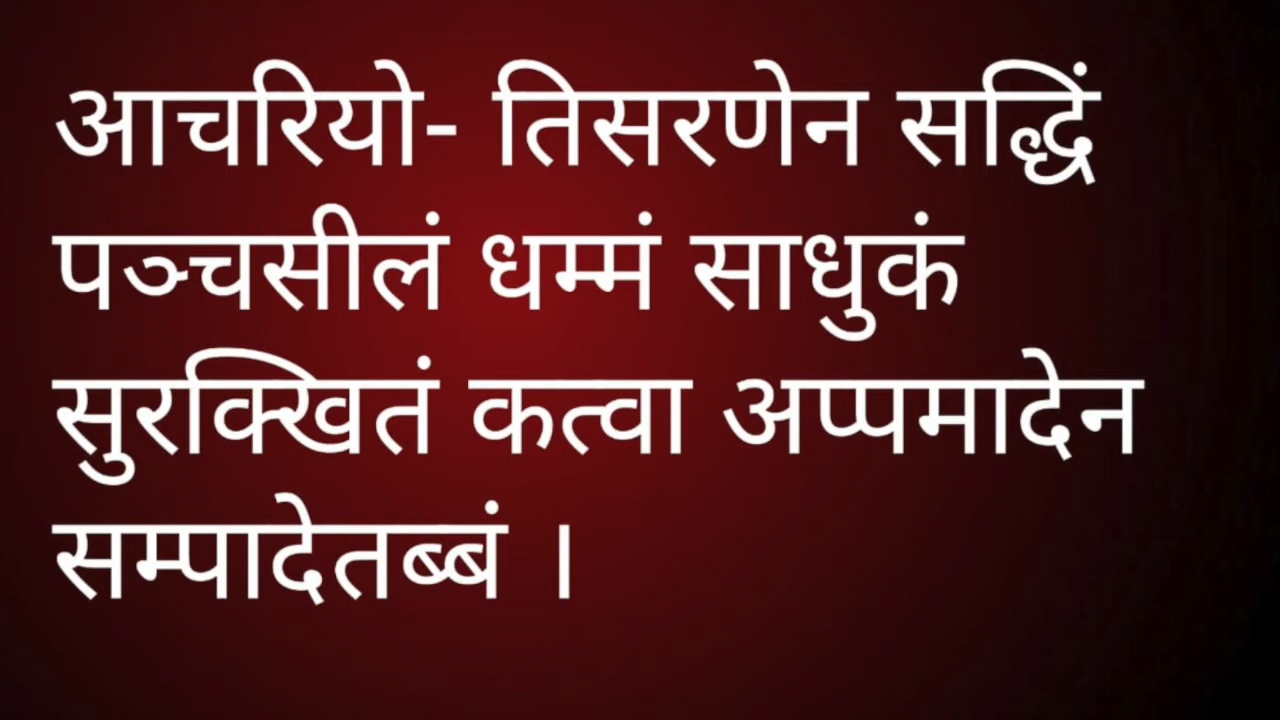 आचरियो- तिसरणेन सद्धिं
पञ्चसीलं धम्मं साधुकं
सुरक्खितं कत्वा अप्पमादेन
सम्पादेतब्बं ।